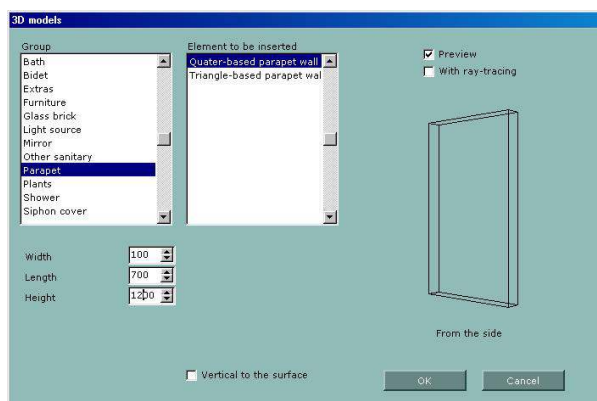 3D models
Group
Bath
Bidet
Extras
Furniture
Glass brick
Light source
Mirror
Other sanitary
Parapet
Plants
Shower
Siphon cover
Element to be inserted
Quater-based parapet wall
Triangle-based parapet wal
Preview
With ray-tracing
Width 100
Length 700
Height 1200
From the side
Vertical to the surface
OK Cancel